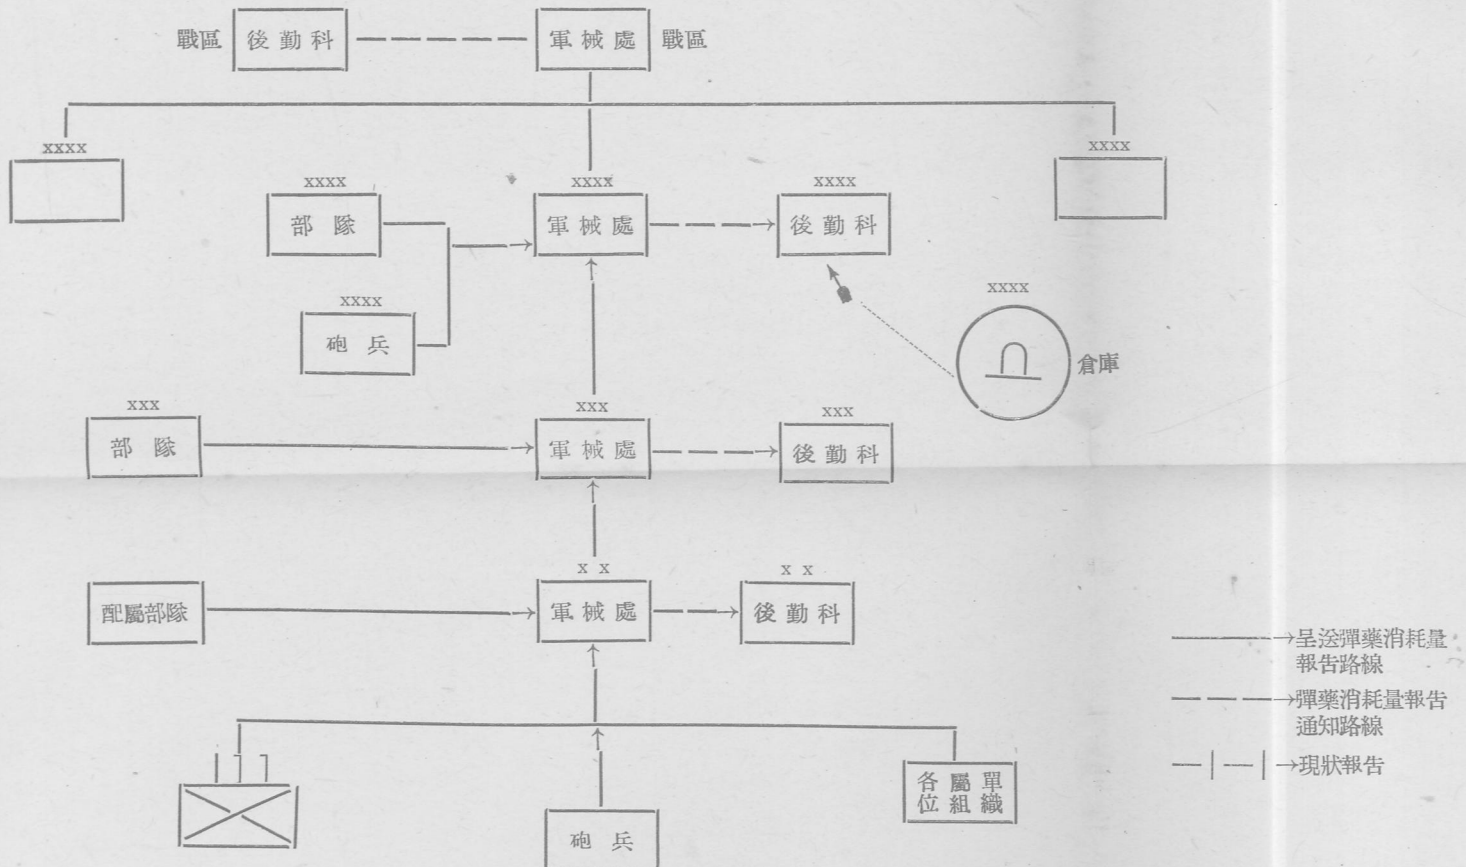 戰區 後勤科 軍械處 戰區
xxxx
xxxx
xxxx xxxx xxxx
部隊 軍械處 後勤科
xxxx
砲兵
xxxx
倉庫
xxx xxx xxx
部隊 軍械處 後勤科
x x x x
配屬部隊 軍械處 後勤科
各屬單
位組織
砲兵
呈送彈藥消耗量
報告路線
彈藥消耗量報告
通知路線
現狀報告